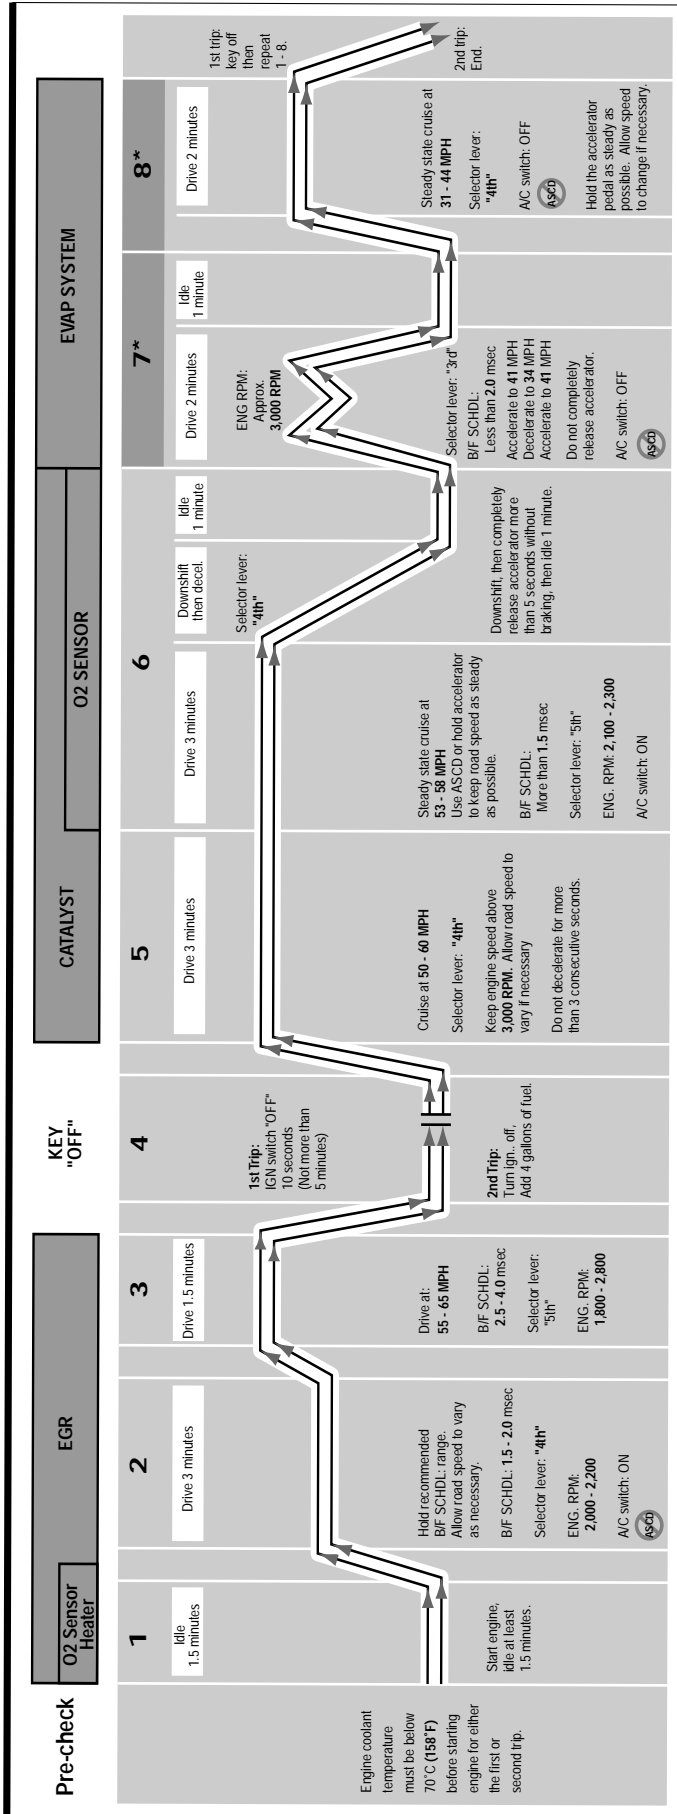 Pre-check
O2 Sensor
Heater
EGR
KEY
"OFF"
CATALYST
O2 SENSOR
EVAP SYSTEM
Engine coolant
temperature
must be below
70˚C (158˚F)
before starting
engine for either
the first or
second trip.
1
Idle
1.5 minutes
Start engine,
idle at least
1.5 minutes.
2
Drive 3 minutes
Hold recommended
B/F SCHDL: range.
Allow road speed to vary
as necessary.
B/F SCHDL: 1.5 - 2.0 msec
Selector lever: "4th"
ENG. RPM:
2,000 - 2,200
A/C switch: ON
ASCD
3
Drive 1.5 minutes
Drive at:
55 - 65 MPH
B/F SCHDL:
2.5 - 4.0 msec
Selector lever:
"5th"
ENG. RPM:
1,800 - 2,800
4
1st Trip:
IGN switch "OFF"
10 seconds
(Not more than
5 minutes)
2nd Trip:
Turn ign.. off,
Add 4 gallons of fuel.
5
Drive 3 minutes
Cruise at 50 - 60 MPH
Selector lever: "4th"
Keep engine speed above
3,000 RPM. Allow road speed to
vary if necessary
Do not decelerate for more
than 3 consecutive seconds.
6
Drive 3 minutes
Steady state cruise at
53 - 58 MPH
Use ASCD or hold accelerator
to keep road speed as steady
as possible.
B/F SCHDL:
More than 1.5 msec
Selector lever: "5th"
ENG. RPM: 2,100 - 2,300
A/C switch: ON
Downshift
then decel.
Selector lever:
"4th"
Idle
1 minute
Downshift, then completely
release accelerator more
than 5 seconds without
braking, then idle 1 minute.
7*
Drive 2 minutes
ENG RPM:
Approx.
3,000 RPM
Selector lever: "3rd"
B/F SCHDL:
Less than 2.0 msec
Accelerate to 41 MPH
Decelerate to 34 MPH
Accelerate to 41 MPH
Do not completely
release accelerator.
A/C switch: OFF
ASCD
Idle
1 minute
8*
Drive 2 minutes
Steady state cruise at
31 - 44 MPH
Selector lever:
"4th"
A/C switch: OFF
ASCD
Hold the accelerator
pedal as steady as
possible. Allow speed
to change if necessary.
1st trip:
key off
then
repeat
1 - 8.
2nd trip:
End.